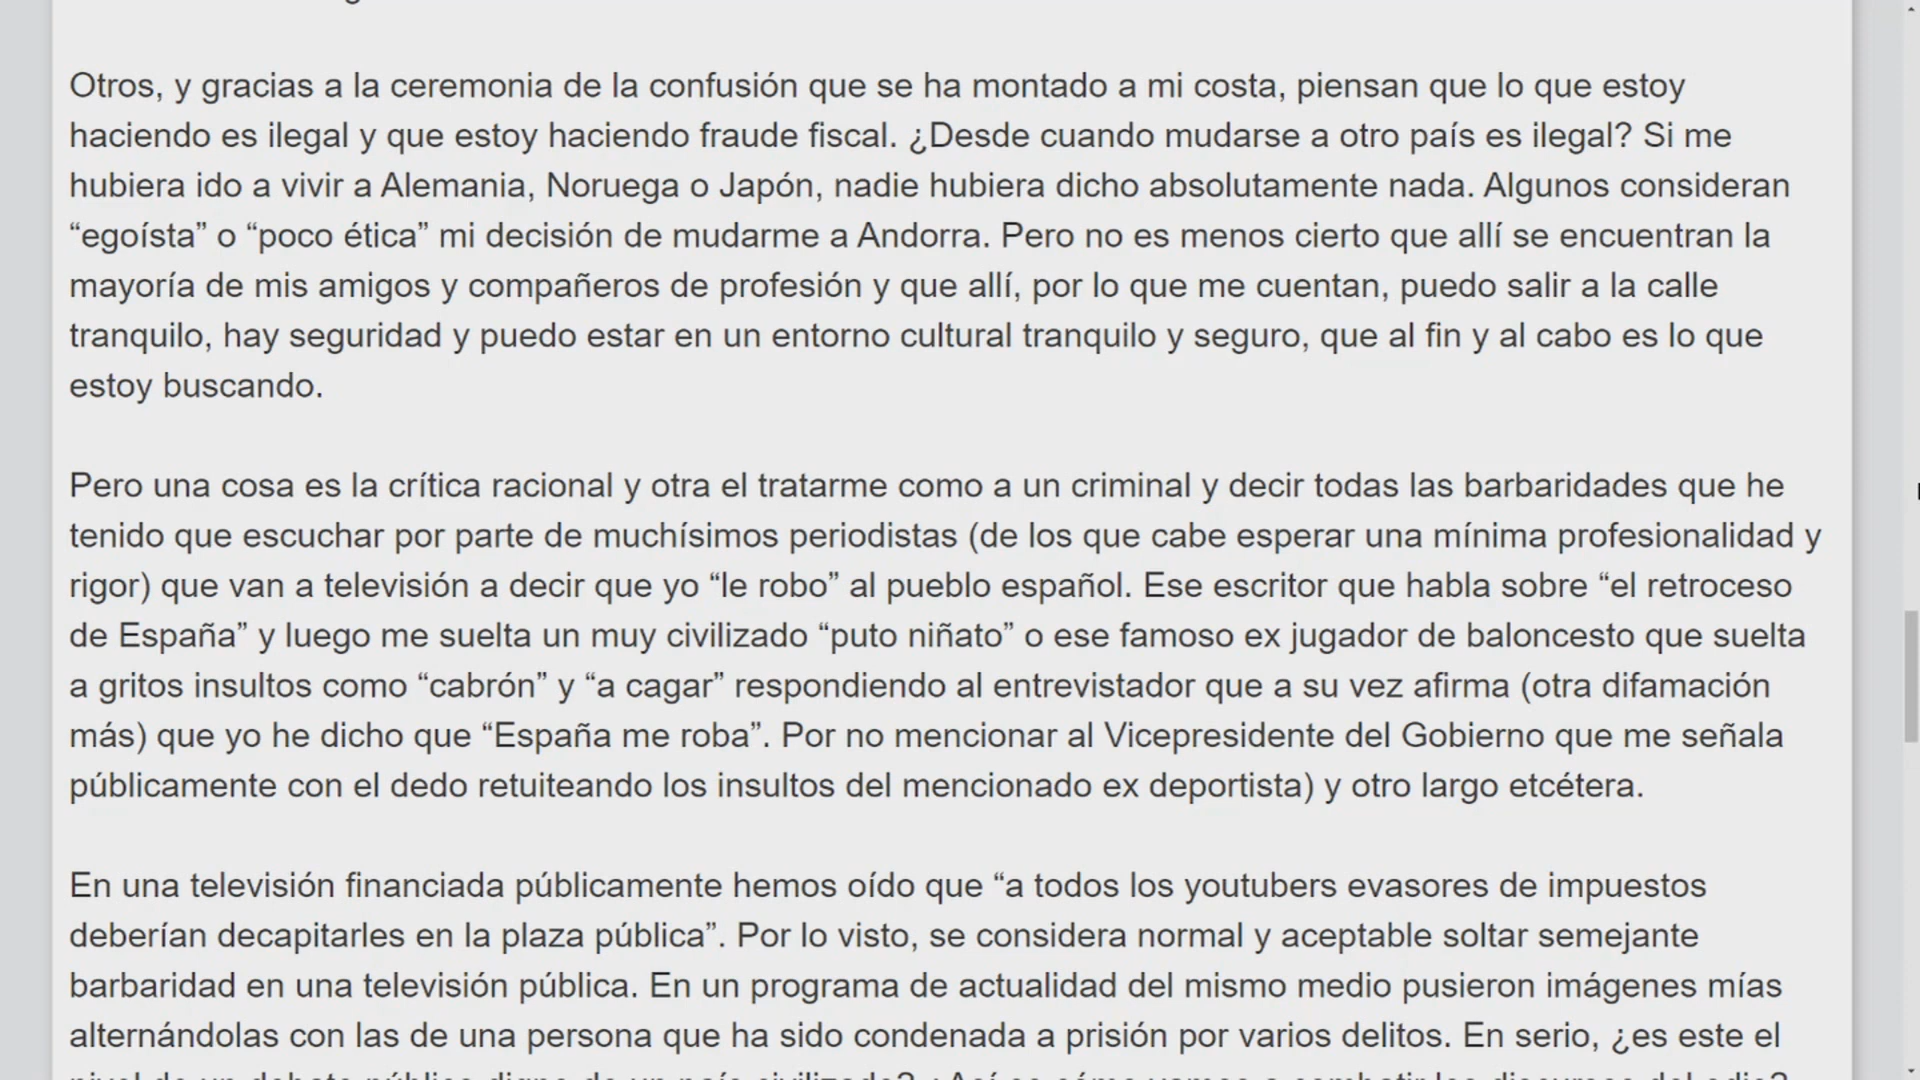 Otros, y gracias a la ceremonia de la confusión que se ha montado a mi costa, piensan que lo que estoy
haciendo es ilegal y que estoy haciendo fraude fiscal. ¿Desde cuando mudarse a otro país es ilegal? Si me
hubiera ido a vivir a Alemania, Noruega o Japón, nadie hubiera dicho absolutamente nada. Algunos consideran
“egoísta” o “poco ética” mi decisión de mudarme a Andorra. Pero no es menos cierto que allí se encuentran la
mayoría de mis amigos y compañeros de profesión y que allí, por lo que me cuentan, puedo salir a la calle
tranquilo, hay seguridad y puedo estar en un entorno cultural tranquilo y seguro, que al fin y al cabo es lo que
estoy buscando.
Pero una cosa es la crítica racional y otra el tratarme como a un criminal y decir todas las barbaridades que he
tenido que escuchar por parte de muchísimos periodistas (de los que cabe esperar una mínima profesionalidad y
rigor) que van a televisión a decir que yo “le robo” al pueblo español. Ese escritor que habla sobre “el retroceso
de España” y luego me suelta un muy civilizado “puto niñato” o ese famoso ex jugador de baloncesto que suelta
a gritos insultos como “cabrón” y “a cagar” respondiendo al entrevistador que a su vez afirma (otra difamación
más) que yo he dicho que “España me roba”. Por no mencionar al Vicepresidente del Gobierno que me señala
públicamente con el dedo retuiteando los insultos del mencionado ex deportista) y otro largo etcétera.
En una televisión financiada públicamente hemos oído que “a todos los youtubers evasores de impuestos
deberían decapitarles en la plaza pública”. Por lo visto, se considera normal y aceptable soltar semejante
barbaridad en una televisión pública. En un programa de actualidad del mismo medio pusieron imágenes mías
alternándolas con las de una persona que ha sido condenada a prisión por varios delitos. En serio, ¿es este el